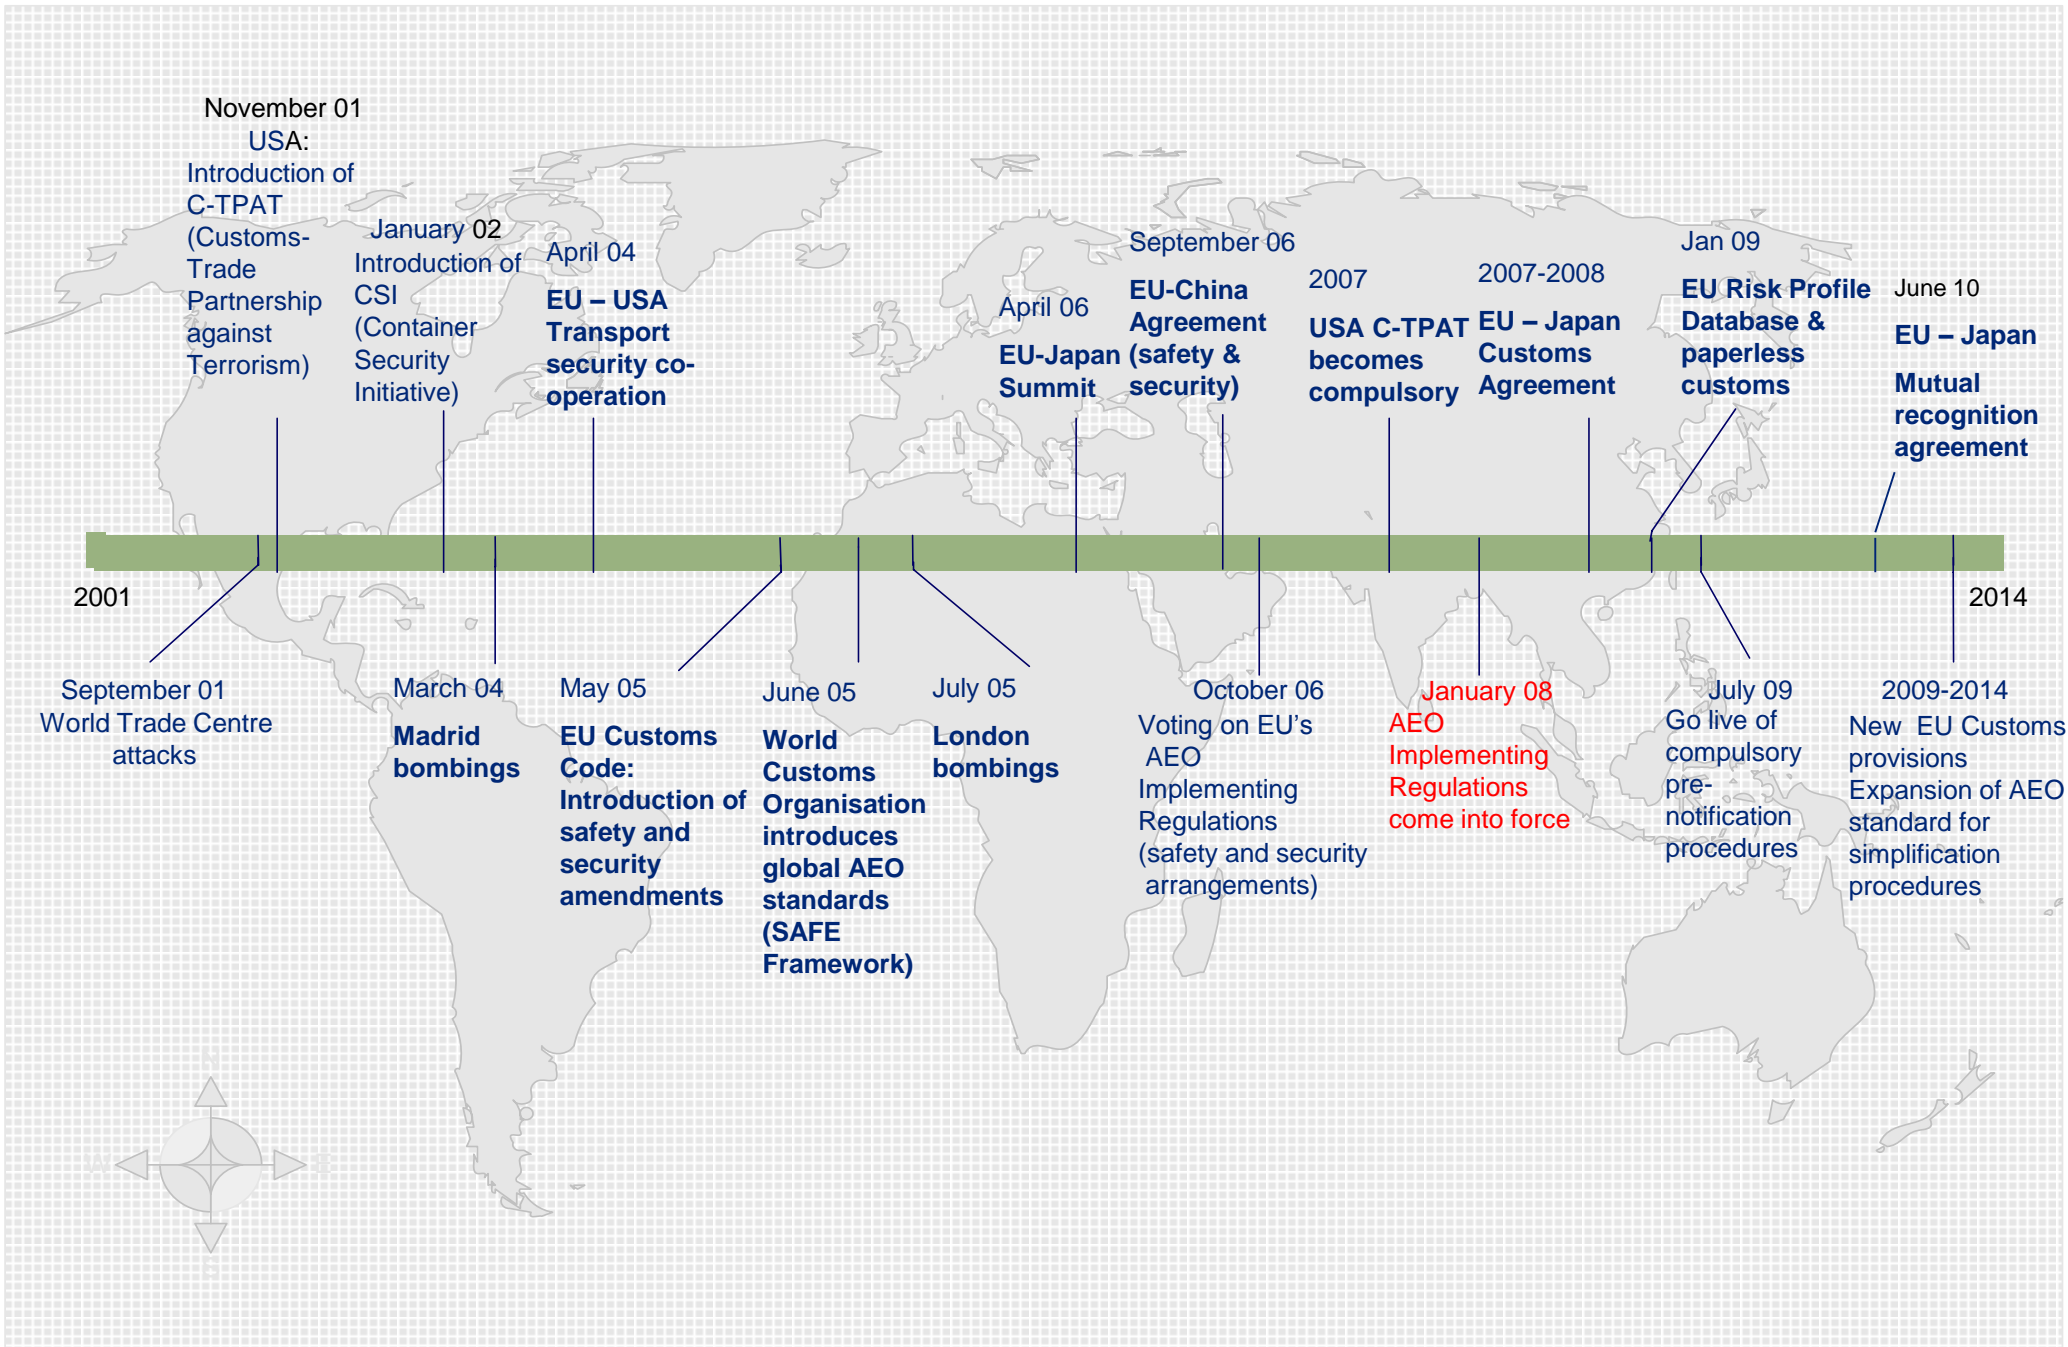 November 01
USA:
Introduction of
C-TPAT
(Customs-
Trade
Partnership
against
Terrorism)
January 02
Introduction of
CSI
(Container
Security
Initiative)
April 04
EU – USA
Transport
security co-
operation
April 06
EU-Japan
Summit
September 06
EU-China
Agreement
(safety &
security)
2007
USA C-TPAT
becomes
compulsory
2007-2008
EU – Japan
Customs
Agreement
Jan 09
EU Risk Profile
Database &
paperless
customs
June 10
EU – Japan
Mutual
recognition
agreement
2001
2014
September 01
World Trade Centre
attacks
March 04
Madrid
bombings
May 05
EU Customs
Code:
Introduction of
safety and
security
amendments
June 05
World
Customs
Organisation
introduces
global AEO
standards
(SAFE
Framework)
July 05
London
bombings
October 06
Voting on EU's
AEO
Implementing
Regulations
(safety and security
arrangements)
January 08
AEO
Implementing
Regulations
come into force
July 09
Go live of
compulsory
pre-
notification
procedures
2009-2014
New EU Customs
provisions
Expansion of AEO
standard for
simplification
procedures
N
W
E
S